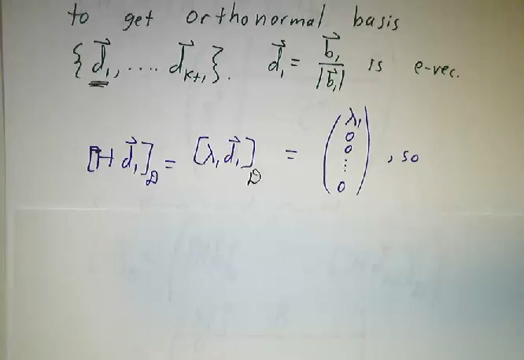 to get orthonormal basis
{d⃗₁, .... d⃗ₖ₊₁}. d⃗₁ = b⃗₁/|b⃗₁| is e-vec.
[H d⃗₁]_D = [λ₁ d⃗₁]_D = (λ₁ 0 0 ⋮ 0), so